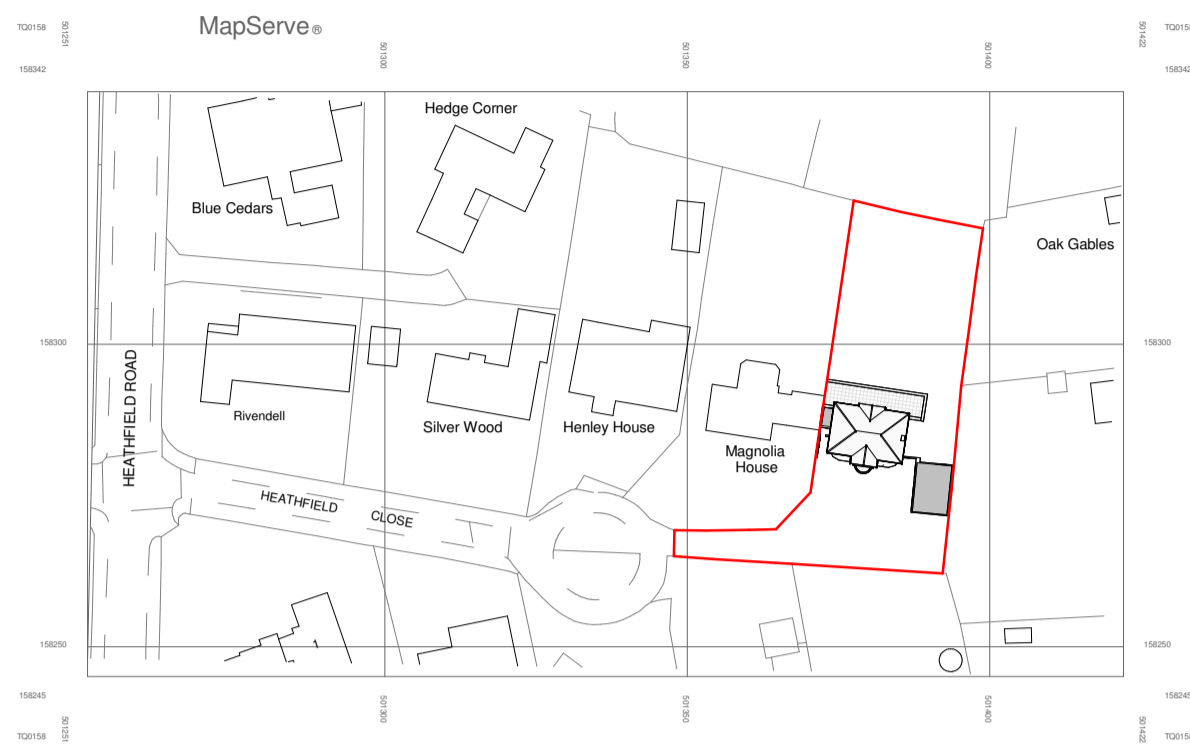 MapServe®
TQ0158
501251
501422
TQ0158
158342
501300
501350
501400
158342
Hedge Corner
Blue Cedars
Oak Gables
158300
158300
HEATHFIELD ROAD
Rivendell
Silver Wood
Henley House
Magnolia
House
HEATHFIELD CLOSE
158250
158250
158245
501300
501350
501400
158245
TQ0158
501251
501422
TQ0158